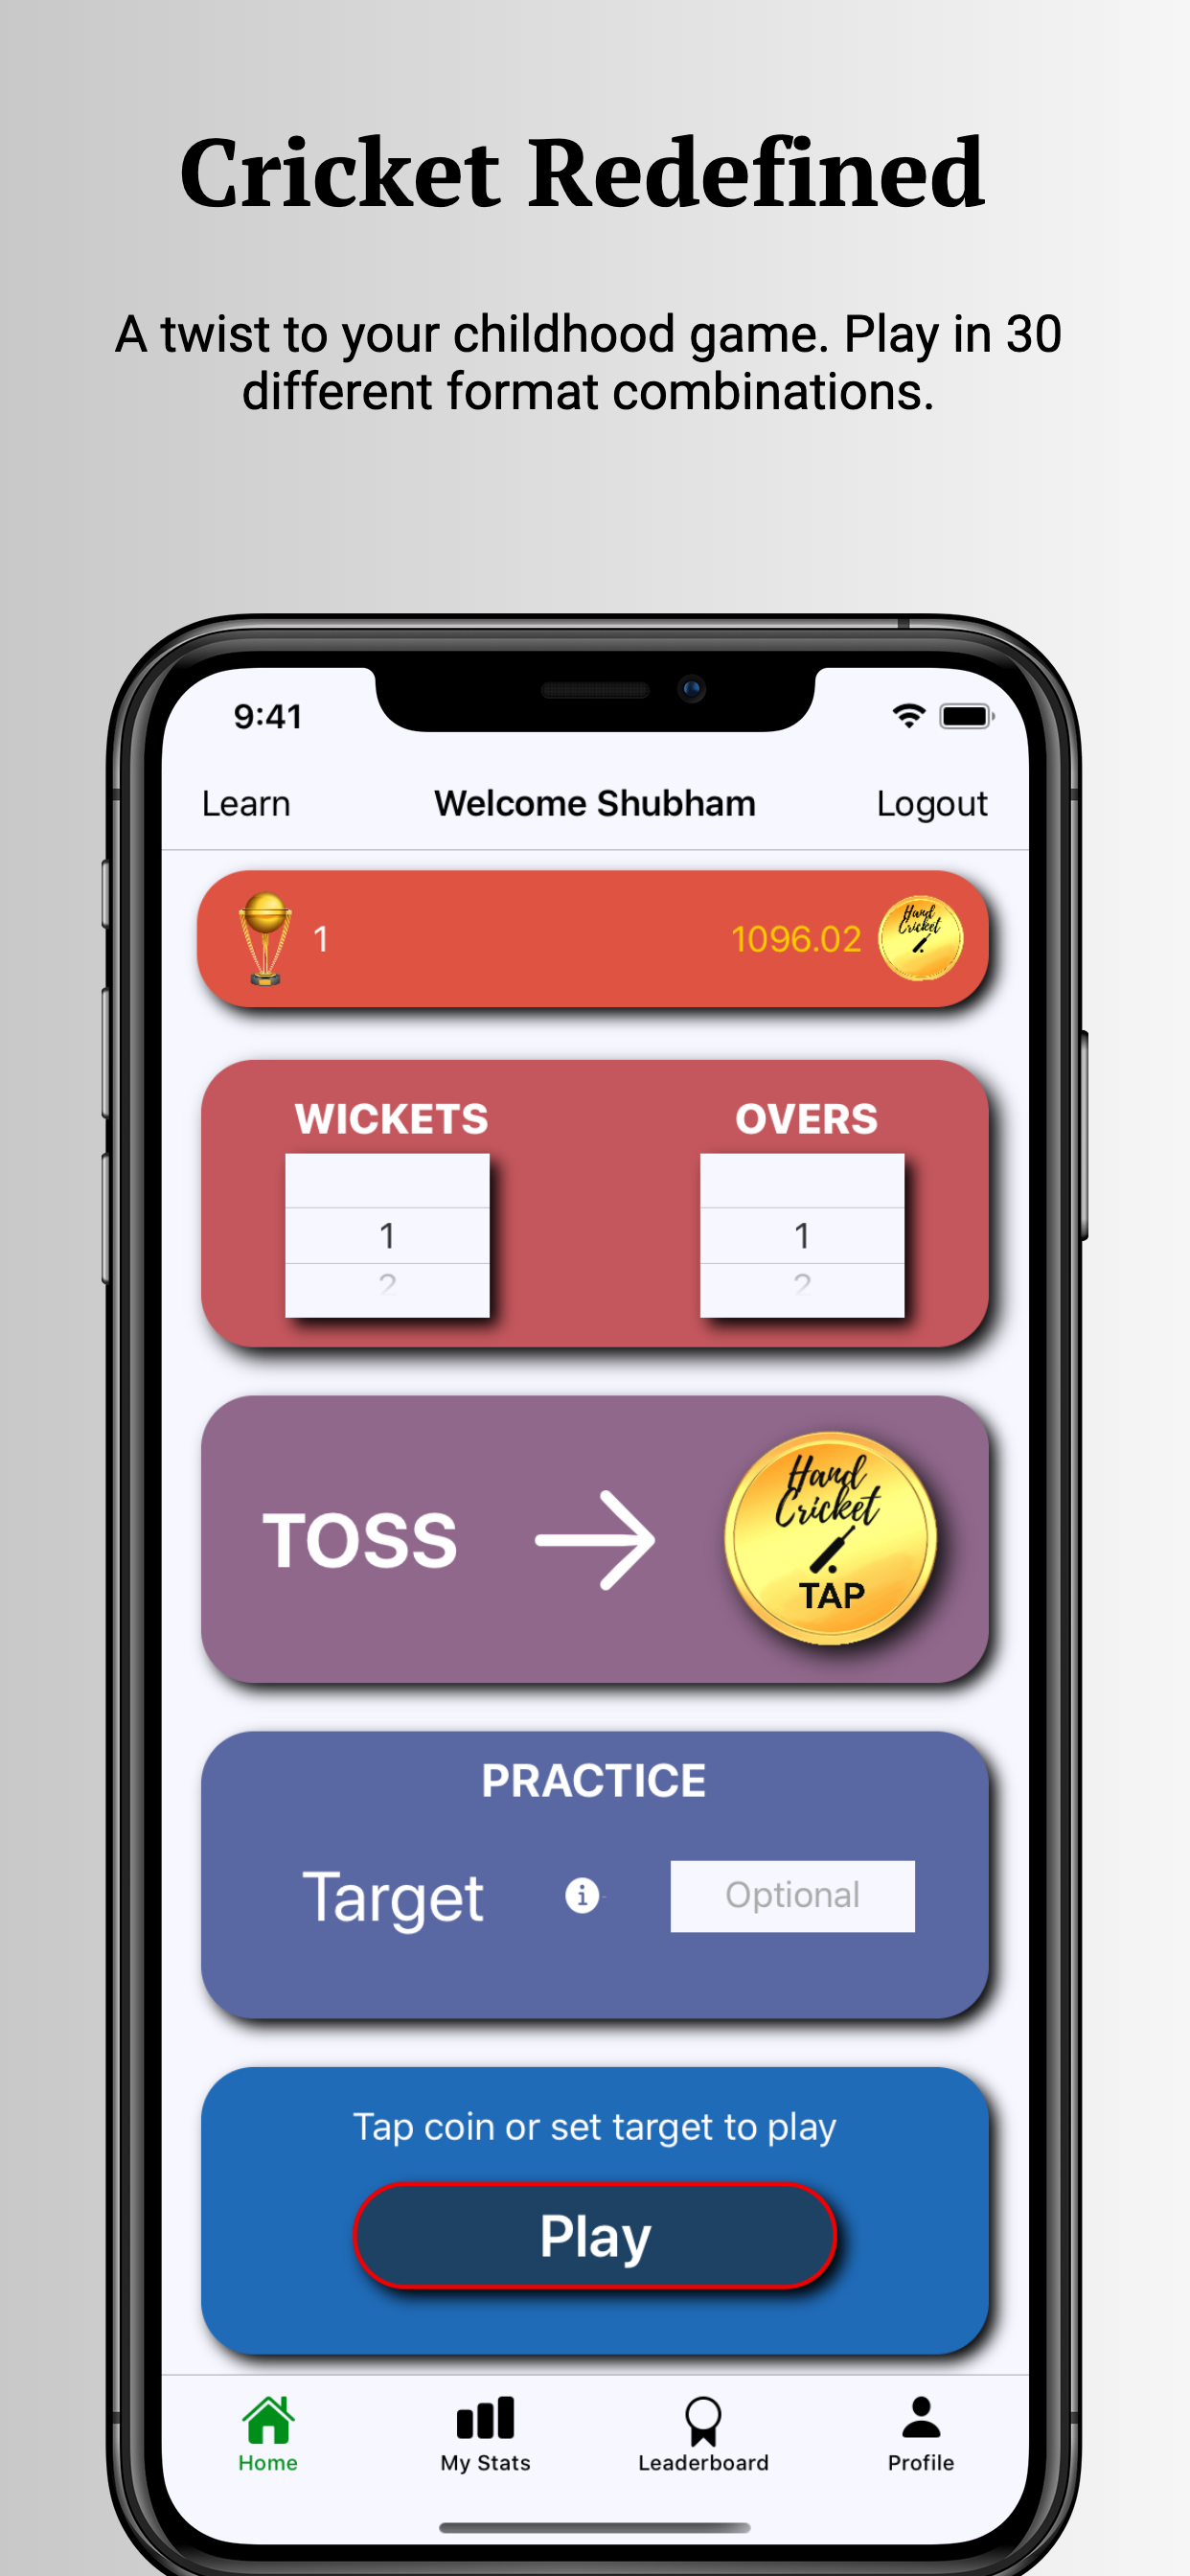 Cricket Redefined
A twist to your childhood game. Play in 30
different format combinations.
9:41
Learn
Welcome Shubham
Logout
1
1096.02
Hand
Cricket
WICKETS
OVERS
1
1
2
2
TOSS
Hand
Cricket
TAP
PRACTICE
Target
Optional
Tap coin or set target to play
Play
Home
My Stats
Leaderboard
Profile